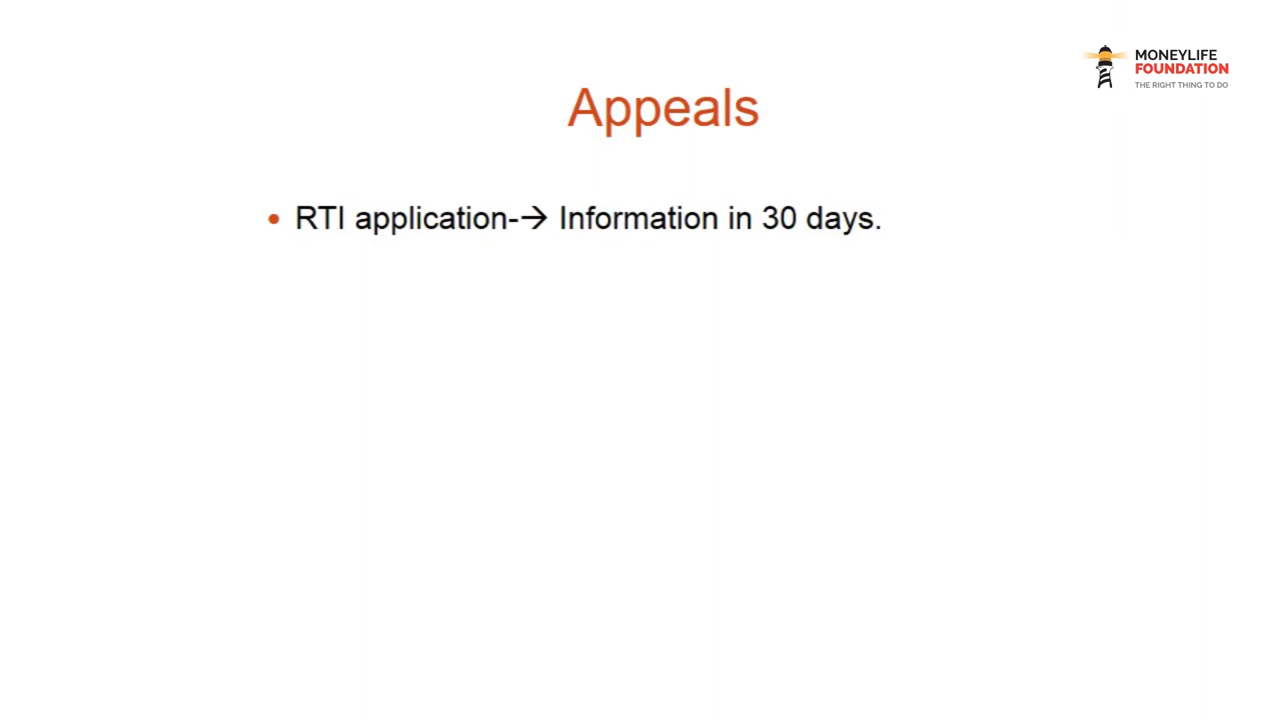 MONEYLIFE
FOUNDATION
THE RIGHT THING TO DO
Appeals
• RTI application-→ Information in 30 days.